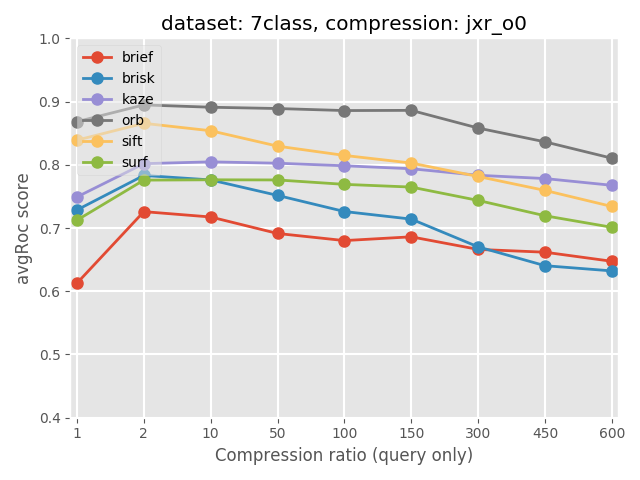 dataset: 7class, compression: jxr_o0
brief
brisk
kaze
orb
sift
surf
1.0
0.9
0.8
0.7
0.6
0.5
0.4
avgRoc score
1 2 10 50 100 150 300 450 600
Compression ratio (query only)